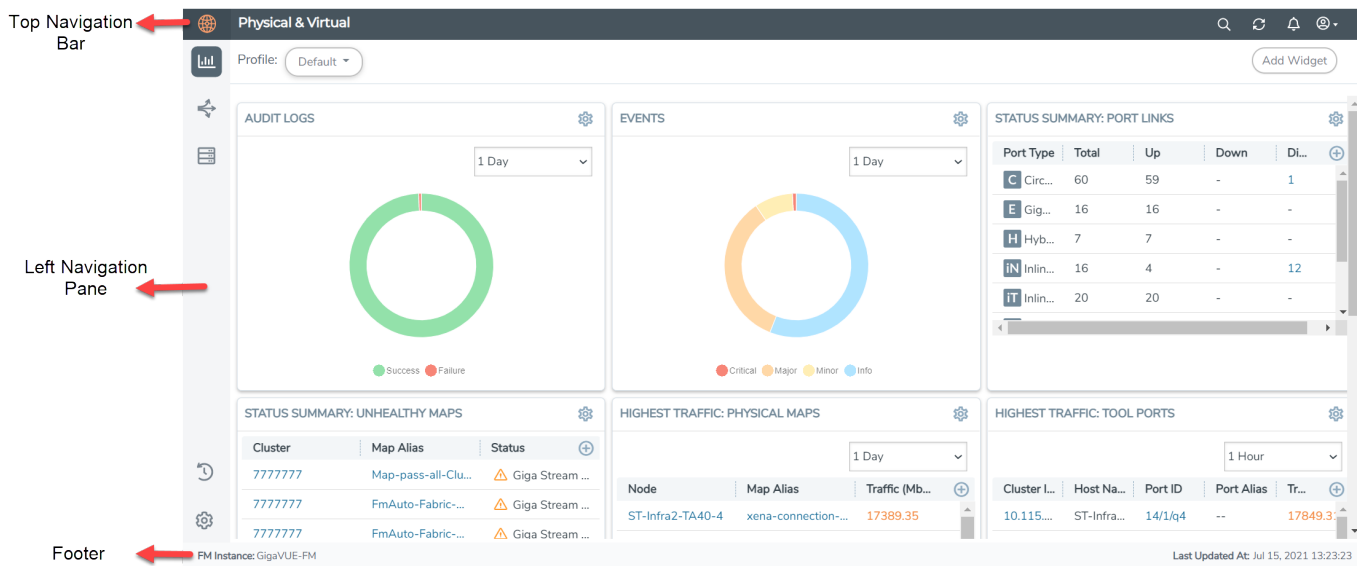 Top Navigation
Bar
Physical & Virtual
Profile:
Default
Add Widget
AUDIT LOGS
1 Day
Success
Failure
EVENTS
1 Day
Critical
Major
Minor
Info
STATUS SUMMARY: PORT LINKS
Port Type Total Up Down Di...
C Circ... 60 59 - 1
E Gig... 16 16 - -
H Hyb... 7 7 - -
iN Inlin... 16 4 - 12
iT Inlin... 20 20 - -
Left Navigation
Pane
STATUS SUMMARY: UNHEALTHY MAPS
Cluster Map Alias Status
7777777 Map-pass-all-Clu... Giga Stream ...
7777777 FmAuto-Fabric-... Giga Stream ...
7777777 FmAuto-Fabric-... Giga Stream ...
HIGHEST TRAFFIC: PHYSICAL MAPS
1 Day
Node Map Alias Traffic (Mb...
ST-Infra2-TA40-4 xena-connection-... 17389.35
HIGHEST TRAFFIC: TOOL PORTS
1 Hour
Cluster I... Host Na... Port ID Port Alias Tr...
10.115.... ST-Infra... 14/1/q4 -- 17849.3
Footer
FM Instance: GigaVUE-FM
Last Updated At: Jul 15, 2021 13:23:23